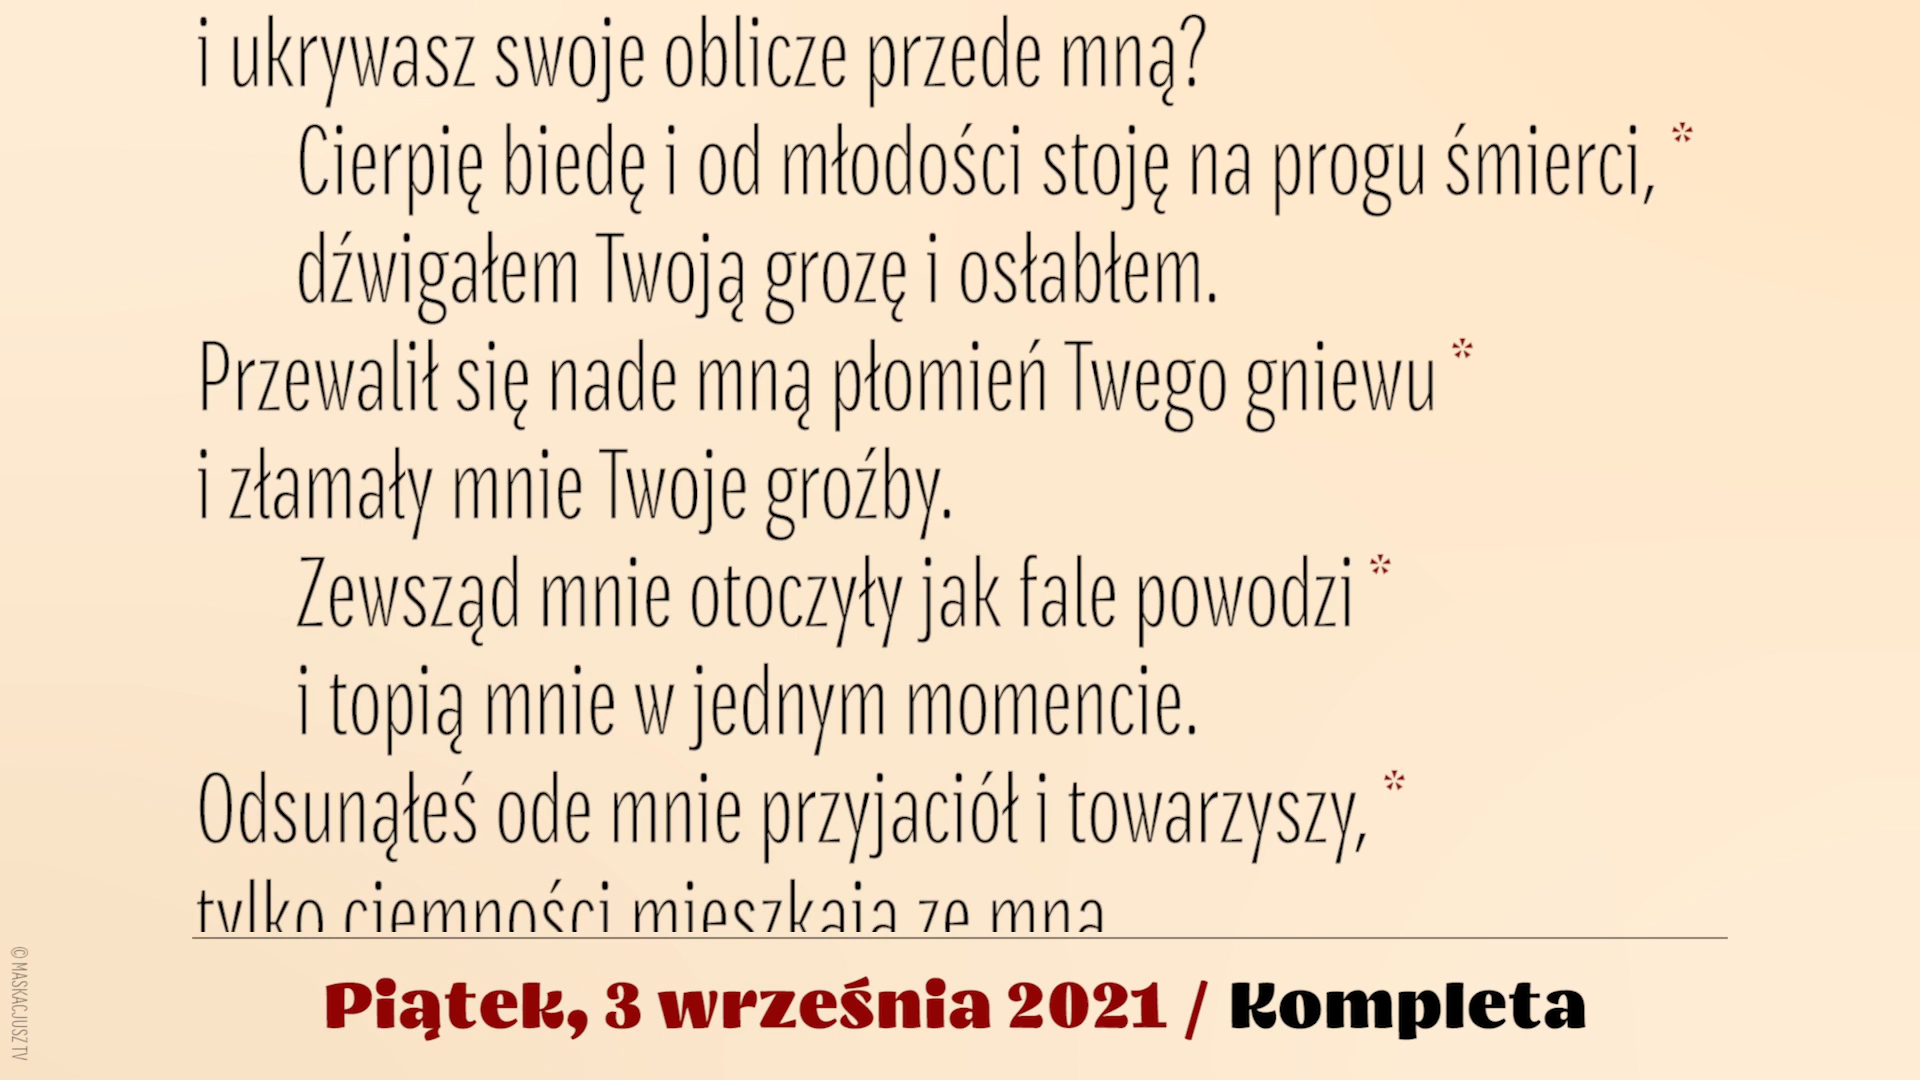 i ukrywasz swoje oblicze przede mną?
Cierpię biedę i od młodości stoję na progu śmierci, *
dźwigałem Twoją grozę i osłabłem.
Przewalił się nade mną płomień Twego gniewu *
i złamały mnie Twoje groźby.
Zewsząd mnie otoczyły jak fale powodzi *
i topią mnie w jednym momencie.
Odsunąłeś ode mnie przyjaciół i towarzyszy, *
tylko ciemności mieszkają ze mną
Piątek, 3 września 2021 / Kompleta
© MASKACJUSZ TV